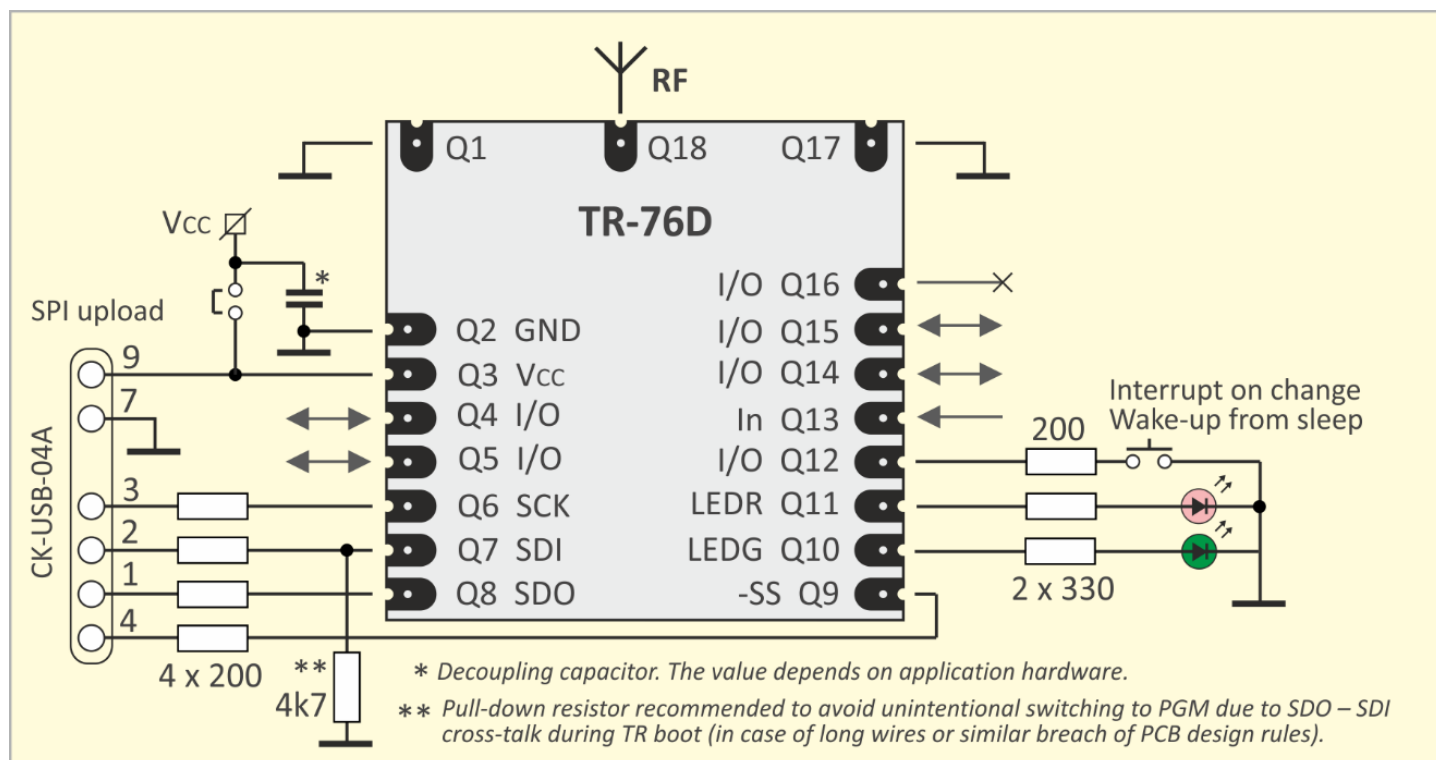 RF
Q1
Q18
Q17
TR-76D
Vcc
*
SPI upload
CK-USB-04A
9
7
3
2
1
4
4 x 200
**
4k7
Q2 GND
Q3 Vcc
Q4 I/O
Q5 I/O
Q6 SCK
Q7 SDI
Q8 SDO
I/O Q16
I/O Q15
I/O Q14
In Q13
I/O Q12
LEDR Q11
LEDG Q10
-SS Q9
Interrupt on change
Wake-up from sleep
200
2 x 330
* Decoupling capacitor. The value depends on application hardware.
** Pull-down resistor recommended to avoid unintentional switching to PGM due to SDO – SDI
cross-talk during TR boot (in case of long wires or similar breach of PCB design rules).